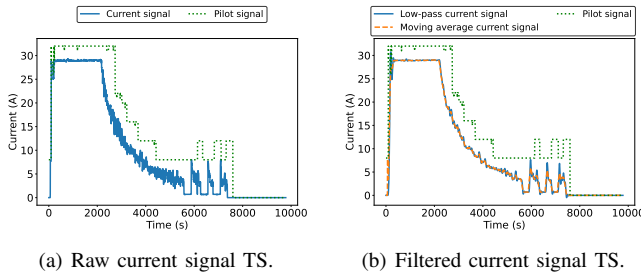 Current signal
Pilot signal
30
25
20
15
10
5
0
Current (A)
0 2000 4000 6000 8000 10000
Time (s)
(a) Raw current signal TS.
Low-pass current signal
Moving average current signal
Pilot signal
30
25
20
15
10
5
0
Current (A)
0 2000 4000 6000 8000 10000
Time (s)
(b) Filtered current signal TS.